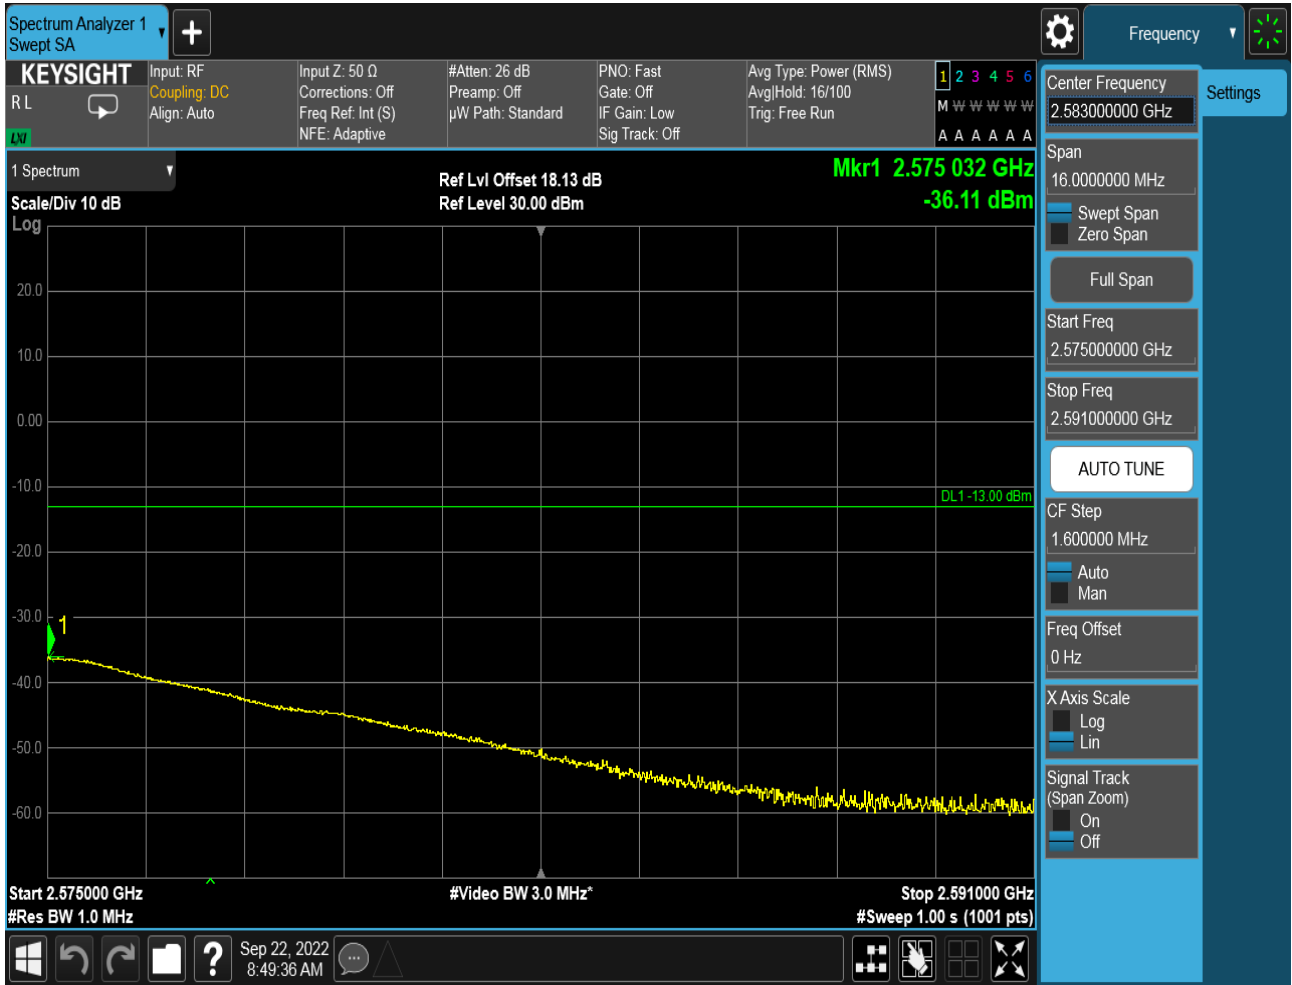 Spectrum Analyzer 1
Swept SA
Frequency
KEYSIGHT
R L
LXI
Input: RF
Coupling: DC
Align: Auto
Input Z: 50 Ω
Corrections: Off
Freq Ref: Int (S)
NFE: Adaptive
#Atten: 26 dB
Preamp: Off
µW Path: Standard
PNO: Fast
Gate: Off
IF Gain: Low
Sig Track: Off
Avg Type: Power (RMS)
Avg|Hold: 16/100
Trig: Free Run
1 2 3 4 5 6
M W W W W W
A A A A A A
1 Spectrum
Scale/Div 10 dB
Log
Ref Lvl Offset 18.13 dB
Ref Level 30.00 dBm
Mkr1 2.575 032 GHz
-36.11 dBm
20.0
10.0
0.00
-10.0
DL1 -13.00 dBm
-20.0
-30.0
1
-40.0
-50.0
-60.0
Start 2.575000 GHz
#Res BW 1.0 MHz
#Video BW 3.0 MHz*
Stop 2.591000 GHz
#Sweep 1.00 s (1001 pts)
?
Sep 22, 2022
8:49:36 AM
Center Frequency
2.583000000 GHz
Settings
Span
16.0000000 MHz
Swept Span
Zero Span
Full Span
Start Freq
2.575000000 GHz
Stop Freq
2.591000000 GHz
AUTO TUNE
CF Step
1.600000 MHz
Auto
Man
Freq Offset
0 Hz
X Axis Scale
Log
Lin
Signal Track
(Span Zoom)
On
Off